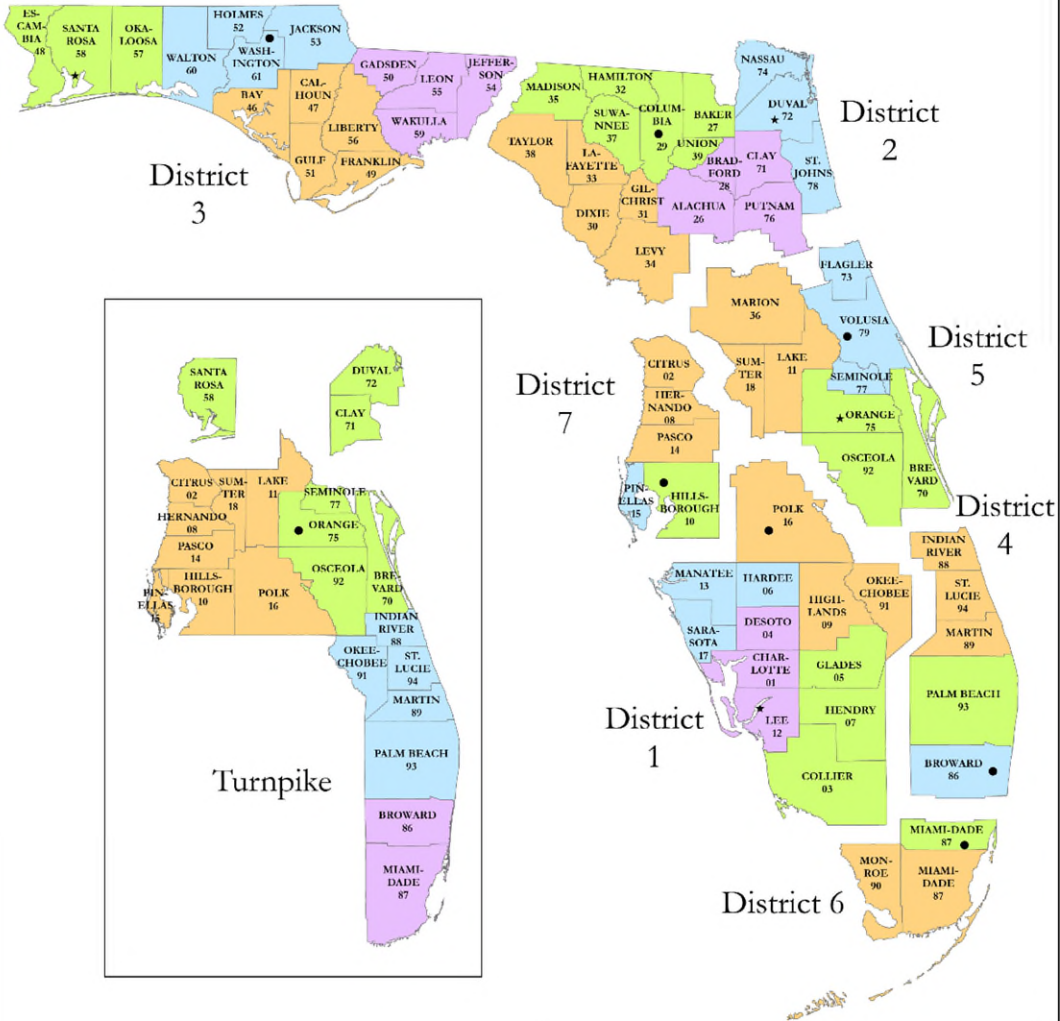 ES-
CAM-
BIA
48
SANTA
ROSA
58
OKA-
LOOSA
57
WALTON
60
HOLMES
52
WASH-
INGTON
61
JACKSON
53
BAY
46
CAL-
HOUN
47
LIBERTY
56
GULF
51
FRANKLIN
49
GADSDEN
50
LEON
55
JEFFER-
SON
54
WAKULLA
59
District
3
MADISON
35
HAMILTON
32
SUWA-
NNEE
37
COLUM-
BIA
29
BAKER
27
UNION
39
NASSAU
74
DUVAL
72
ST.
JOHNS
78
TAYLOR
38
LA-
FAYETTE
33
DIXIE
30
GIL-
CHRIST
31
LEVY
34
BRAD-
FORD
28
CLAY
71
ALACHUA
26
PUTNAM
76
District
2
FLAGLER
73
VOLUSIA
79
SEMINOLE
77
MARION
36
SUM-
TER
18
LAKE
11
ORANGE
75
OSCEOLA
92
BRE-
VARD
70
District
5
CITRUS
02
HER-
NANDO
08
PASCO
14
PIN-
ELLAS
15
HILLS-
BOROUGH
10
District
7
POLK
16
MANATEE
13
HARDEE
06
SARA-
SOTA
17
DESOTO
04
CHAR-
LOTTE
01
LEE
12
HIGH-
LANDS
09
OKEE-
CHOBEE
91
GLADES
05
HENDRY
07
COLLIER
03
District
1
District
4
INDIAN
RIVER
88
ST.
LUCIE
94
MARTIN
89
PALM BEACH
93
BROWARD
86
MIAMI-DADE
87
MON-
ROE
90
MIAMI-
DADE
87
District 6
SANTA
ROSA
58
DUVAL
72
CLAY
71
CITRUS
02
SUM-
TER
18
LAKE
11
HERNANDO
08
PASCO
14
PIN-
ELLAS
15
HILLS-
BOROUGH
10
POLK
16
SEMINOLE
77
ORANGE
75
OSCEOLA
92
BRE-
VARD
70
INDIAN
RIVER
88
OKEE-
CHOBEE
91
ST.
LUCIE
94
MARTIN
89
PALM BEACH
93
BROWARD
86
MIAMI-
DADE
87
Turnpike